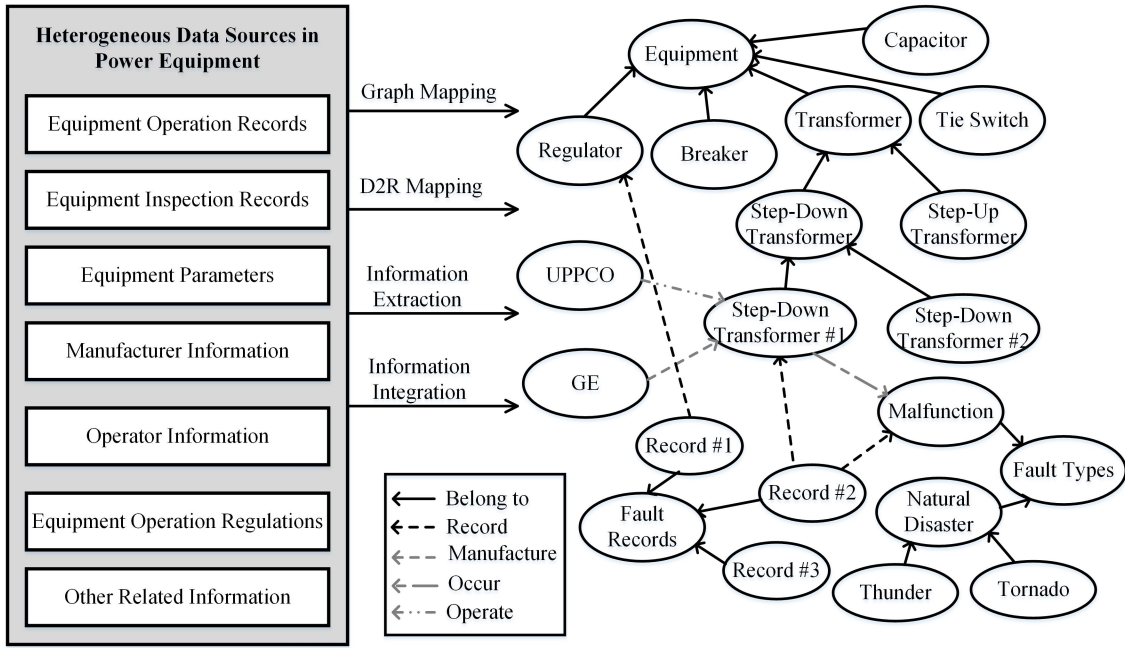 Heterogeneous Data Sources in
Power Equipment
Equipment Operation Records
Equipment Inspection Records
Equipment Parameters
Manufacturer Information
Operator Information
Equipment Operation Regulations
Other Related Information
Graph Mapping
D2R Mapping
Information
Extraction
Information
Integration
Equipment
Capacitor
Regulator
Breaker
Transformer
Tie Switch
Step-Down
Transformer
Step-Up
Transformer
UPPCO
Step-Down
Transformer #1
Step-Down
Transformer #2
GE
Malfunction
Record #1
Fault Types
Record #2
Natural
Disaster
Fault
Records
Record #3
Thunder
Tornado
Belong to
Record
Manufacture
Occur
Operate